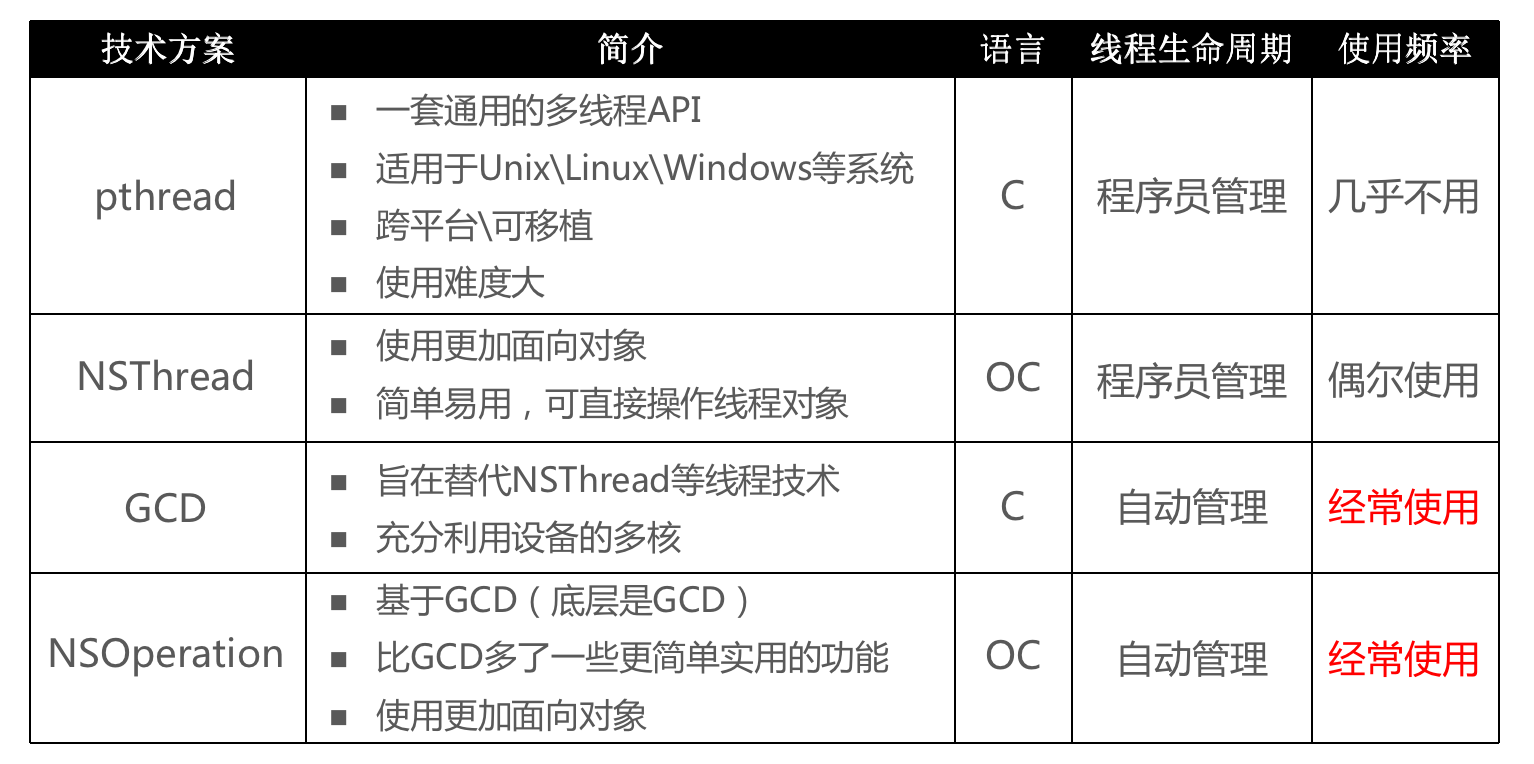 技术方案 简介 语言 线程生命周期 使用频率
pthread
■ 一套通用的多线程API
■ 适用于Unix\Linux\Windows等系统
■ 跨平台\可移植
■ 使用难度大
C
程序员管理
几乎不用
NSThread
■ 使用更加面向对象
■ 简单易用，可直接操作线程对象
OC
程序员管理
偶尔使用
GCD
■ 旨在替代NSThread等线程技术
■ 充分利用设备的多核
C
自动管理
经常使用
NSOperation
■ 基于GCD（底层是GCD）
■ 比GCD多了一些更简单实用的功能
■ 使用更加面向对象
OC
自动管理
经常使用